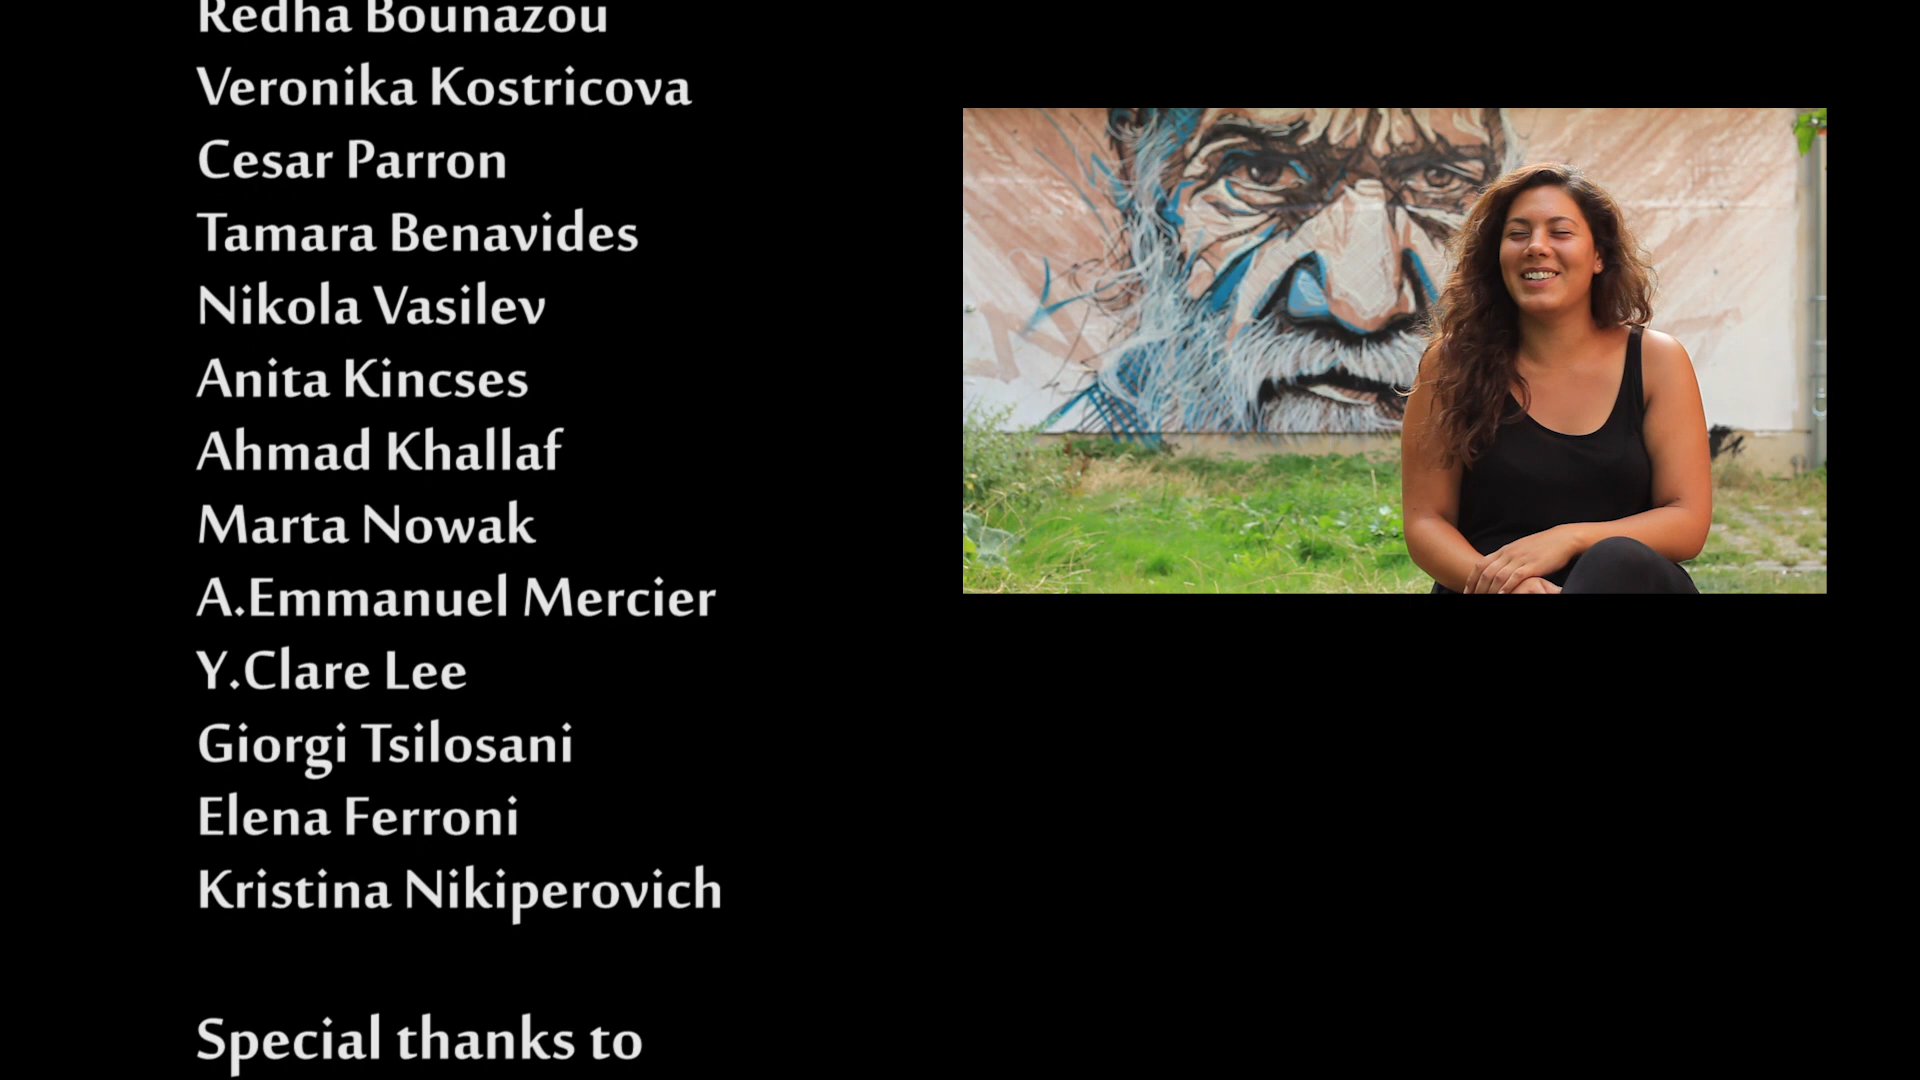 Redha Bounazou
Veronika Kostricova
Cesar Parron
Tamara Benavides
Nikola Vasilev
Anita Kincses
Ahmad Khallaf
Marta Nowak
A.Emmanuel Mercier
Y.Clare Lee
Giorgi Tsilosani
Elena Ferroni
Kristina Nikiperovich
Special thanks to